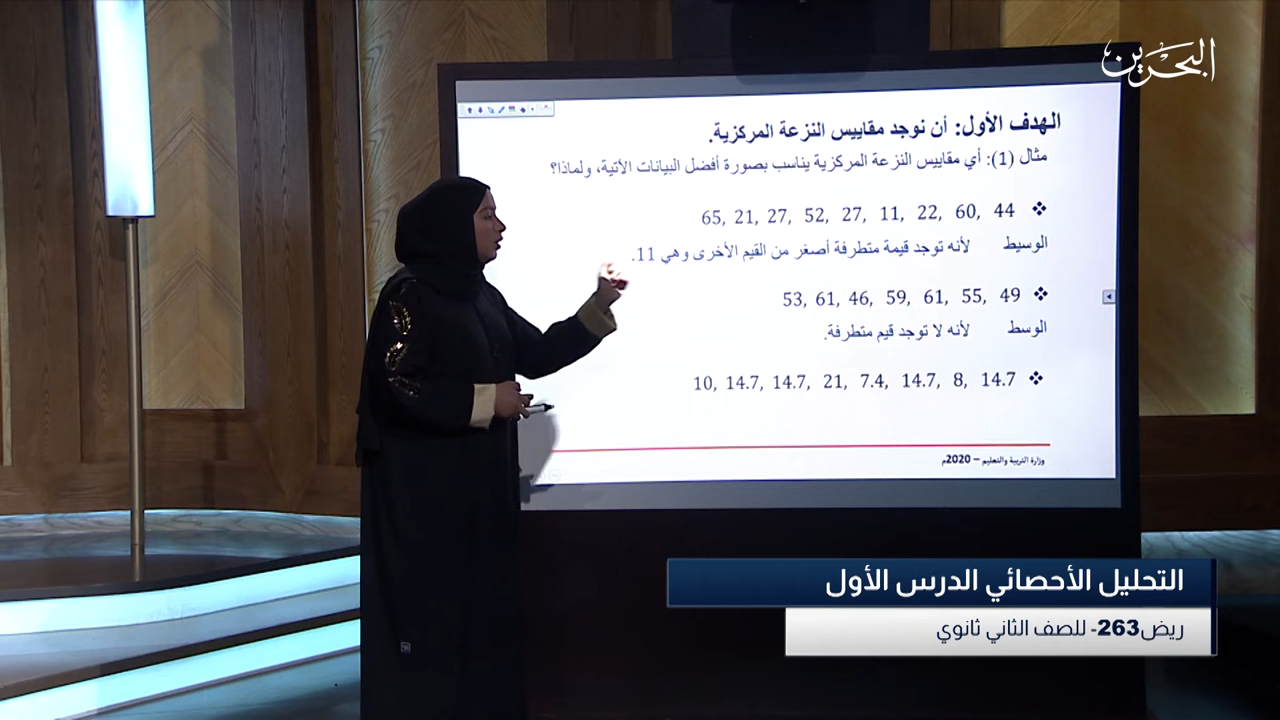 البحرين
الهدف الأول: أن نوجد مقاييس النزعة المركزية.
مثال (1): أي مقاييس النزعة المركزية يناسب بصورة أفضل البيانات الآتية، ولماذا؟
❖ 65, 21, 27, 52, 27, 11, 22, 60, 44
الوسيط لأنه توجد قيمة متطرفة أصغر من القيم الأخرى وهي 11.
❖ 53, 61, 46, 59, 61, 55, 49
الوسط لأنه لا توجد قيم متطرفة.
❖ 10, 14.7, 14.7, 21, 7.4, 14.7, 8, 14.7
وزارة التربية والتعليم – 2020م
التحليل الأحصائي الدرس الأول
ريض263- للصف الثاني ثانوي